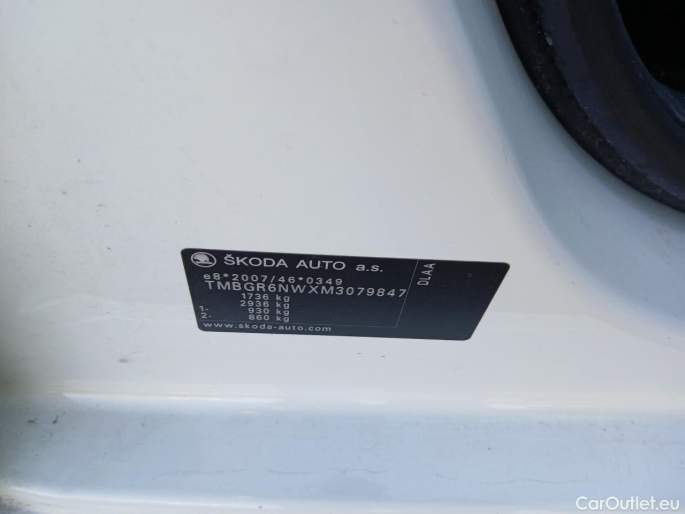 ŠKODA AUTO a.s.
e8*2007/46*0349
TMBGR6NWXM3079847
1736 kg
2936 kg
1- 930 kg
2- 860 kg
www.skoda-auto.com
DLAA
CarOutlet.eu